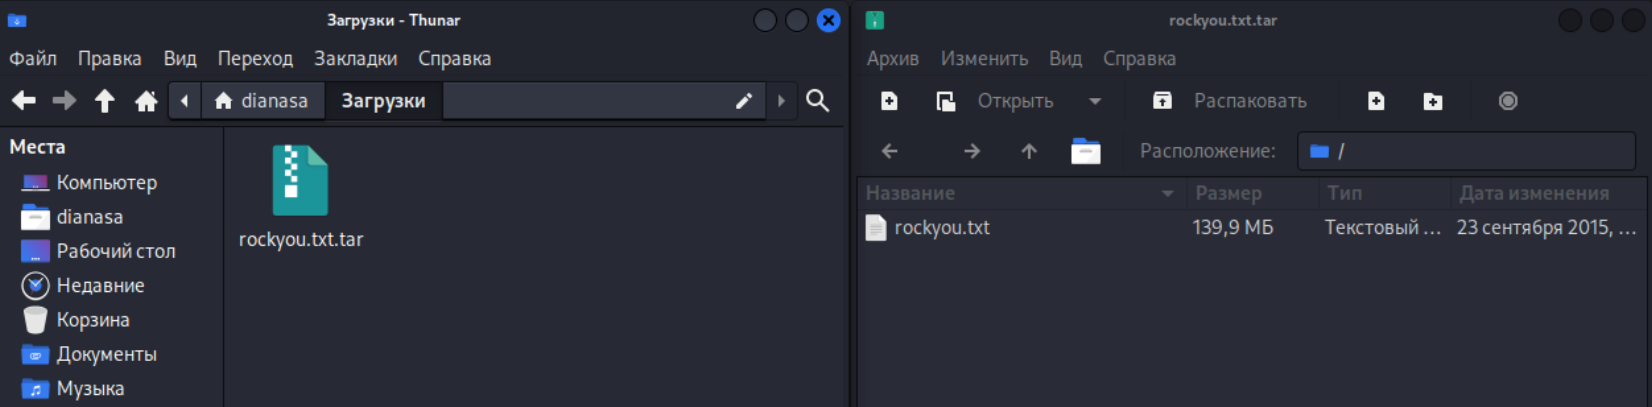 Загрузки - Thunar
Файл Правка Вид Переход Закладки Справка
dianasa Загрузки
Места
Компьютер
dianasa
Рабочий стол
Недавние
Корзина
Документы
Музыка
rockyou.txt.tar
rockyou.txt.tar
Архив Изменить Вид Справка
Открыть Распаковать
Расположение: /
Название Размер Тип Дата изменения
rockyou.txt 139,9 МБ Текстовый ... 23 сентября 2015, ...